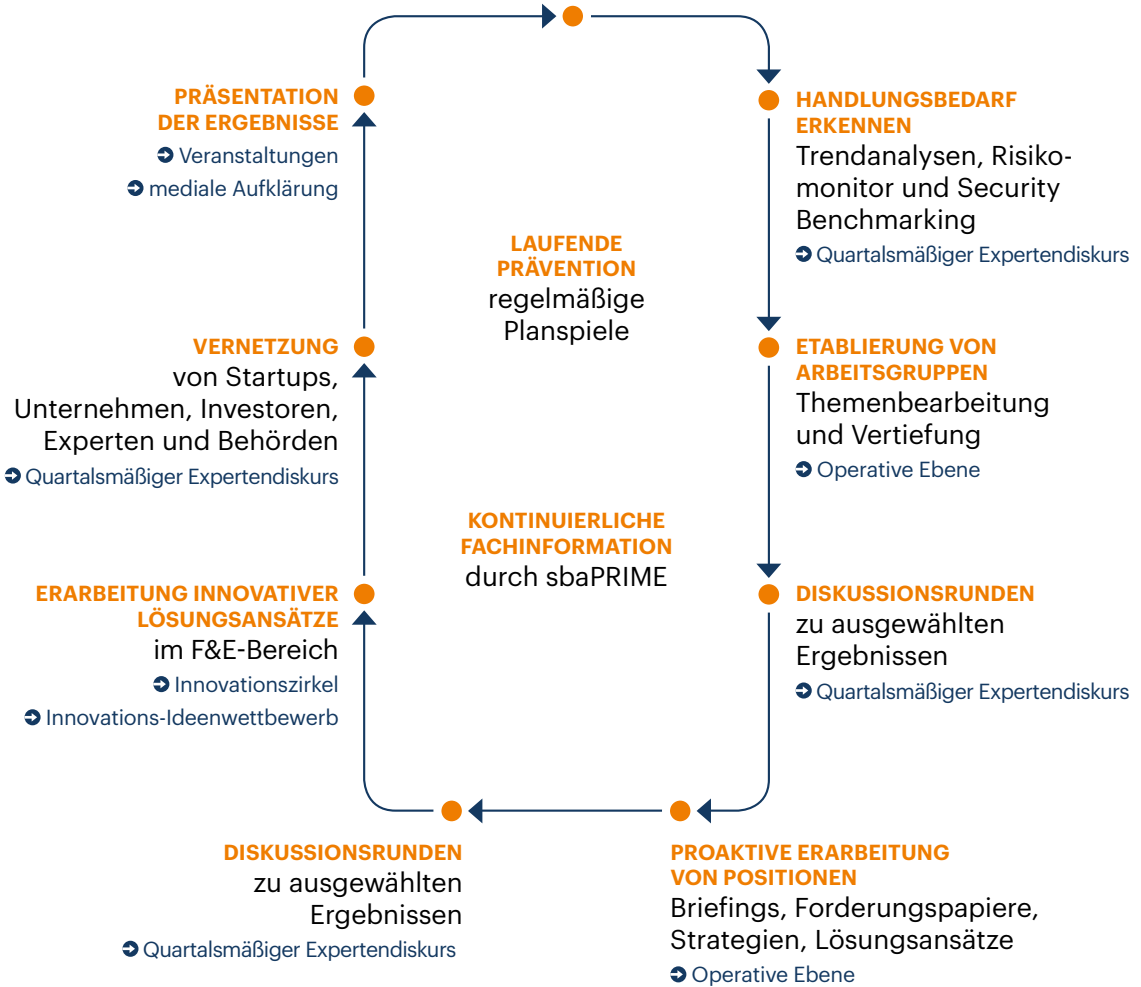 PRÄSENTATION
DER ERGEBNISSE
➲ Veranstaltungen
➲ mediale Aufklärung
HANDLUNGSBEDARF
ERKENNEN
Trendanalysen, Risiko-
monitor und Security
Benchmarking
➲ Quartalsmäßiger Expertendiskurs
LAUFENDE
PRÄVENTION
regelmäßige
Planspiele
VERNETZUNG
von Startups,
Unternehmen, Investoren,
Experten und Behörden
➲ Quartalsmäßiger Expertendiskurs
ETABLIERUNG VON
ARBEITSGRUPPEN
Themenbearbeitung
und Vertiefung
➲ Operative Ebene
KONTINUIERLICHE
FACHINFORMATION
durch sbaPRIME
ERARBEITUNG INNOVATIVER
LÖSUNGSANSÄTZE
im F&E-Bereich
➲ Innovationszirkel
➲ Innovations-Ideenwettbewerb
DISKUSSIONSRUNDEN
zu ausgewählten
Ergebnissen
➲ Quartalsmäßiger Expertendiskurs
DISKUSSIONSRUNDEN
zu ausgewählten
Ergebnissen
➲ Quartalsmäßiger Expertendiskurs
PROAKTIVE ERARBEITUNG
VON POSITIONEN
Briefings, Forderungspapiere,
Strategien, Lösungsansätze
➲ Operative Ebene